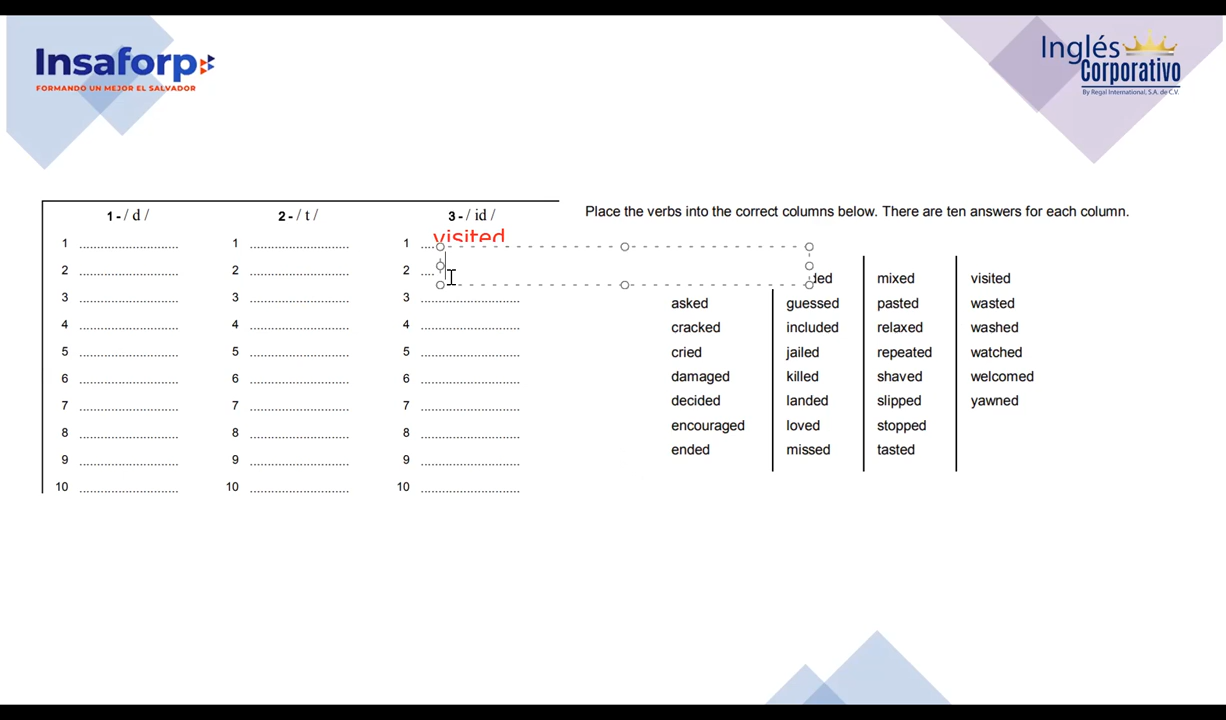 Insaforp
FORMANDO UN MEJOR EL SALVADOR
Inglés
Corporativo
By Regal International, S.A. de C.V.
1 - / d / 2 - / t / 3 - / id /
Place the verbs into the correct columns below. There are ten answers for each column.
1 .............................. 1 .............................. 1 .... visited
2 .............................. 2 .............................. 2 ....
mixed visited
3 .............................. 3 .............................. 3 ..............................
asked guessed pasted wasted
4 .............................. 4 .............................. 4 ..............................
cracked included relaxed washed
5 .............................. 5 .............................. 5 ..............................
cried jailed repeated watched
6 .............................. 6 .............................. 6 ..............................
damaged killed shaved welcomed
7 .............................. 7 .............................. 7 ..............................
decided landed slipped yawned
8 .............................. 8 .............................. 8 ..............................
encouraged loved stopped
9 .............................. 9 .............................. 9 ..............................
ended missed tasted
10 .............................. 10 .............................. 10 ..............................